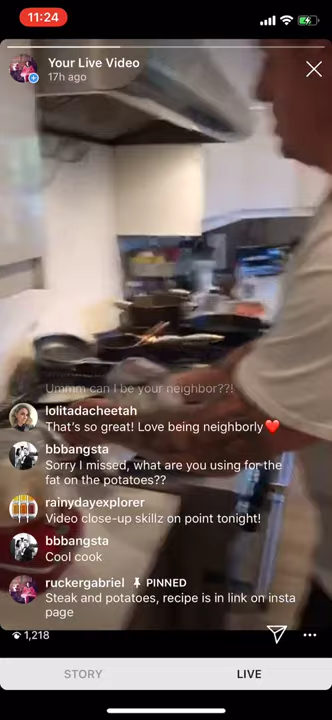 11:24
Your Live Video
17h ago
Ummm can I be your neighbor??!
lolitadacheetah
That's so great! Love being neighborly❤️
bbbangsta
Sorry I missed, what are you using for the
fat on the potatoes??
rainydayexplorer
Video close-up skillz on point tonight!
bbbangsta
Cool cook
ruckergabriel PINNED
Steak and potatoes, recipe is in link on insta
page
1,218
STORY LIVE